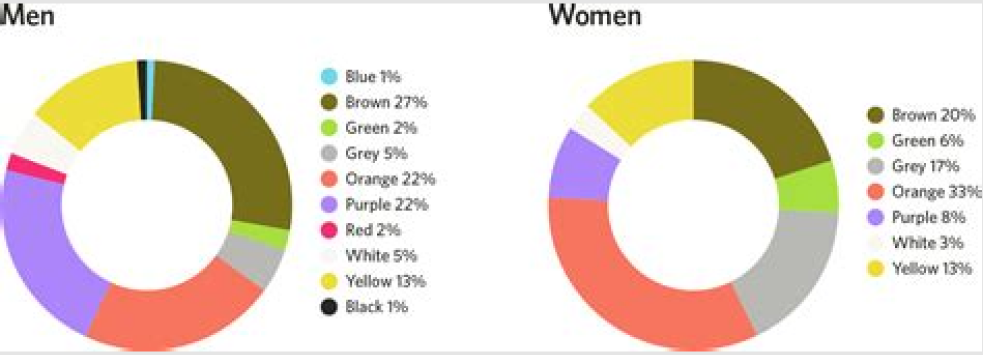 Men
Blue 1%
Brown 27%
Green 2%
Grey 5%
Orange 22%
Purple 22%
Red 2%
White 5%
Yellow 13%
Black 1%
Women
Brown 20%
Green 6%
Grey 17%
Orange 33%
Purple 8%
White 3%
Yellow 13%